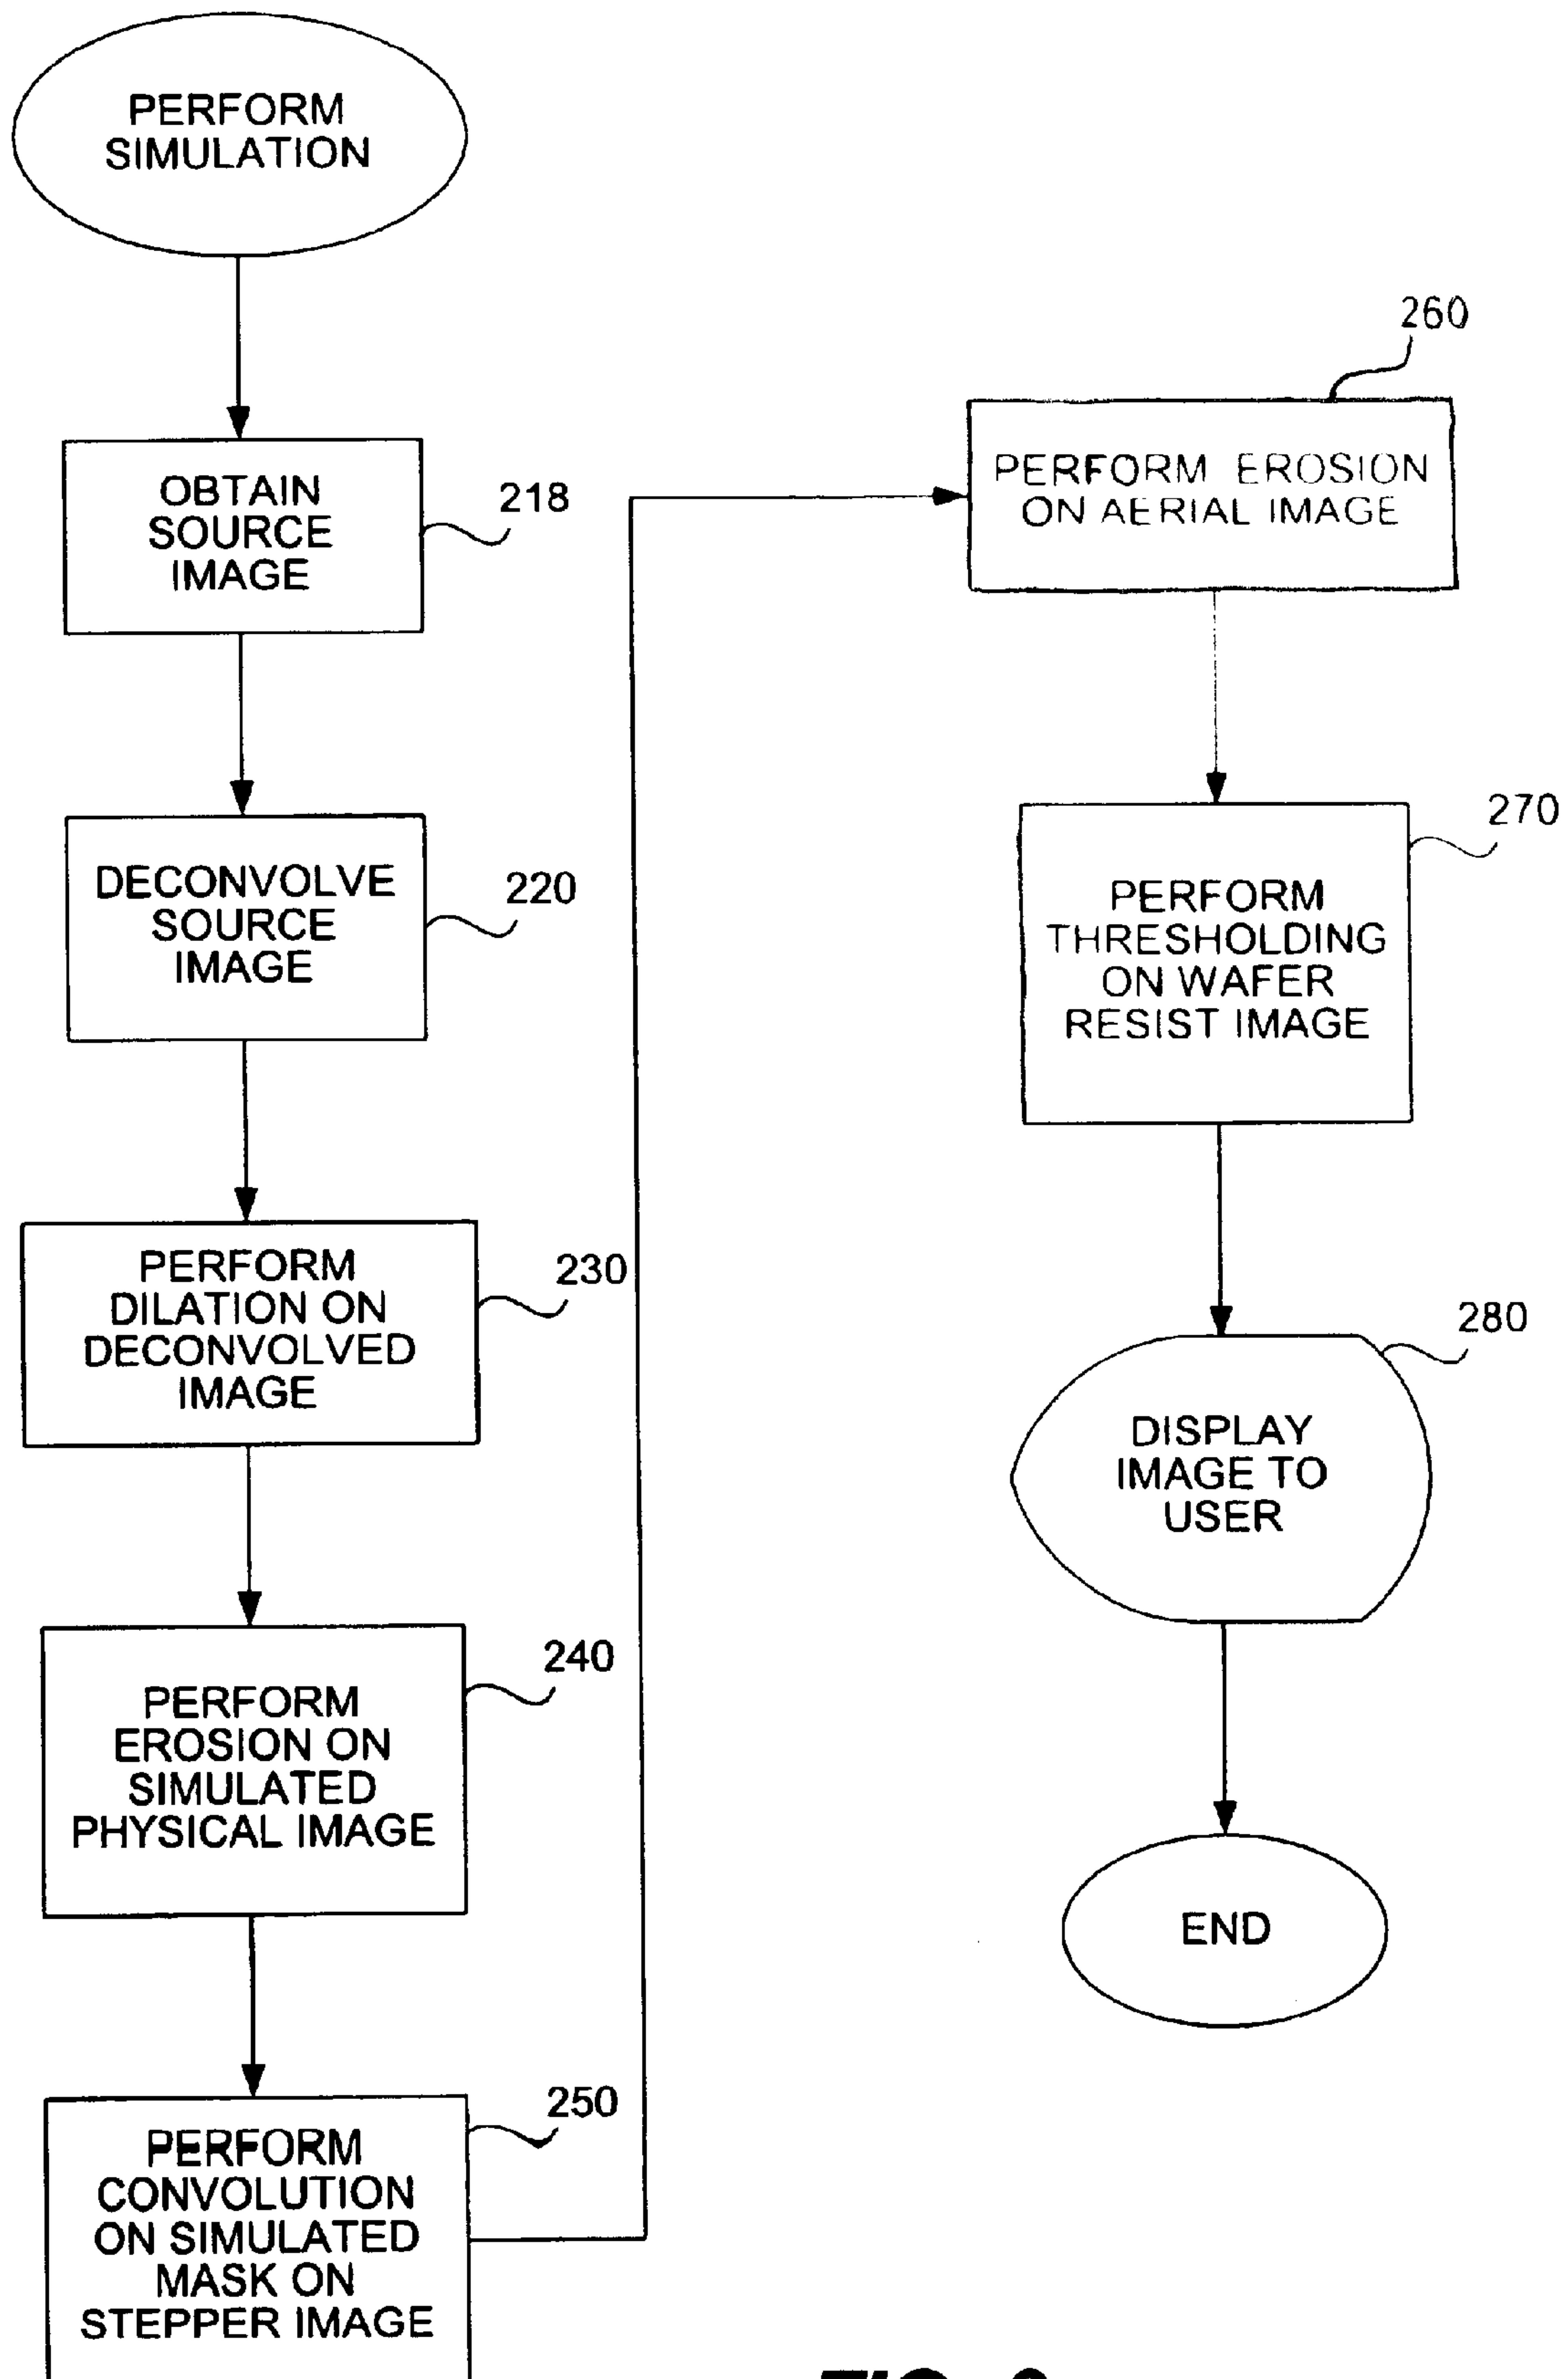 PERFORM
SIMULATION
OBTAIN
SOURCE
IMAGE
218
DECONVOLVE
SOURCE
IMAGE
220
PERFORM
DILATION ON
DECONVOLVED
IMAGE
230
PERFORM
EROSION ON
SIMULATED
PHYSICAL IMAGE
240
PERFORM
CONVOLUTION
ON SIMULATED
MASK ON
STEPPER IMAGE
250
260
PERFORM EROSION
ON AERIAL IMAGE
270
PERFORM
THRESHOLDING
ON WAFER
RESIST IMAGE
280
DISPLAY
IMAGE TO
USER
END